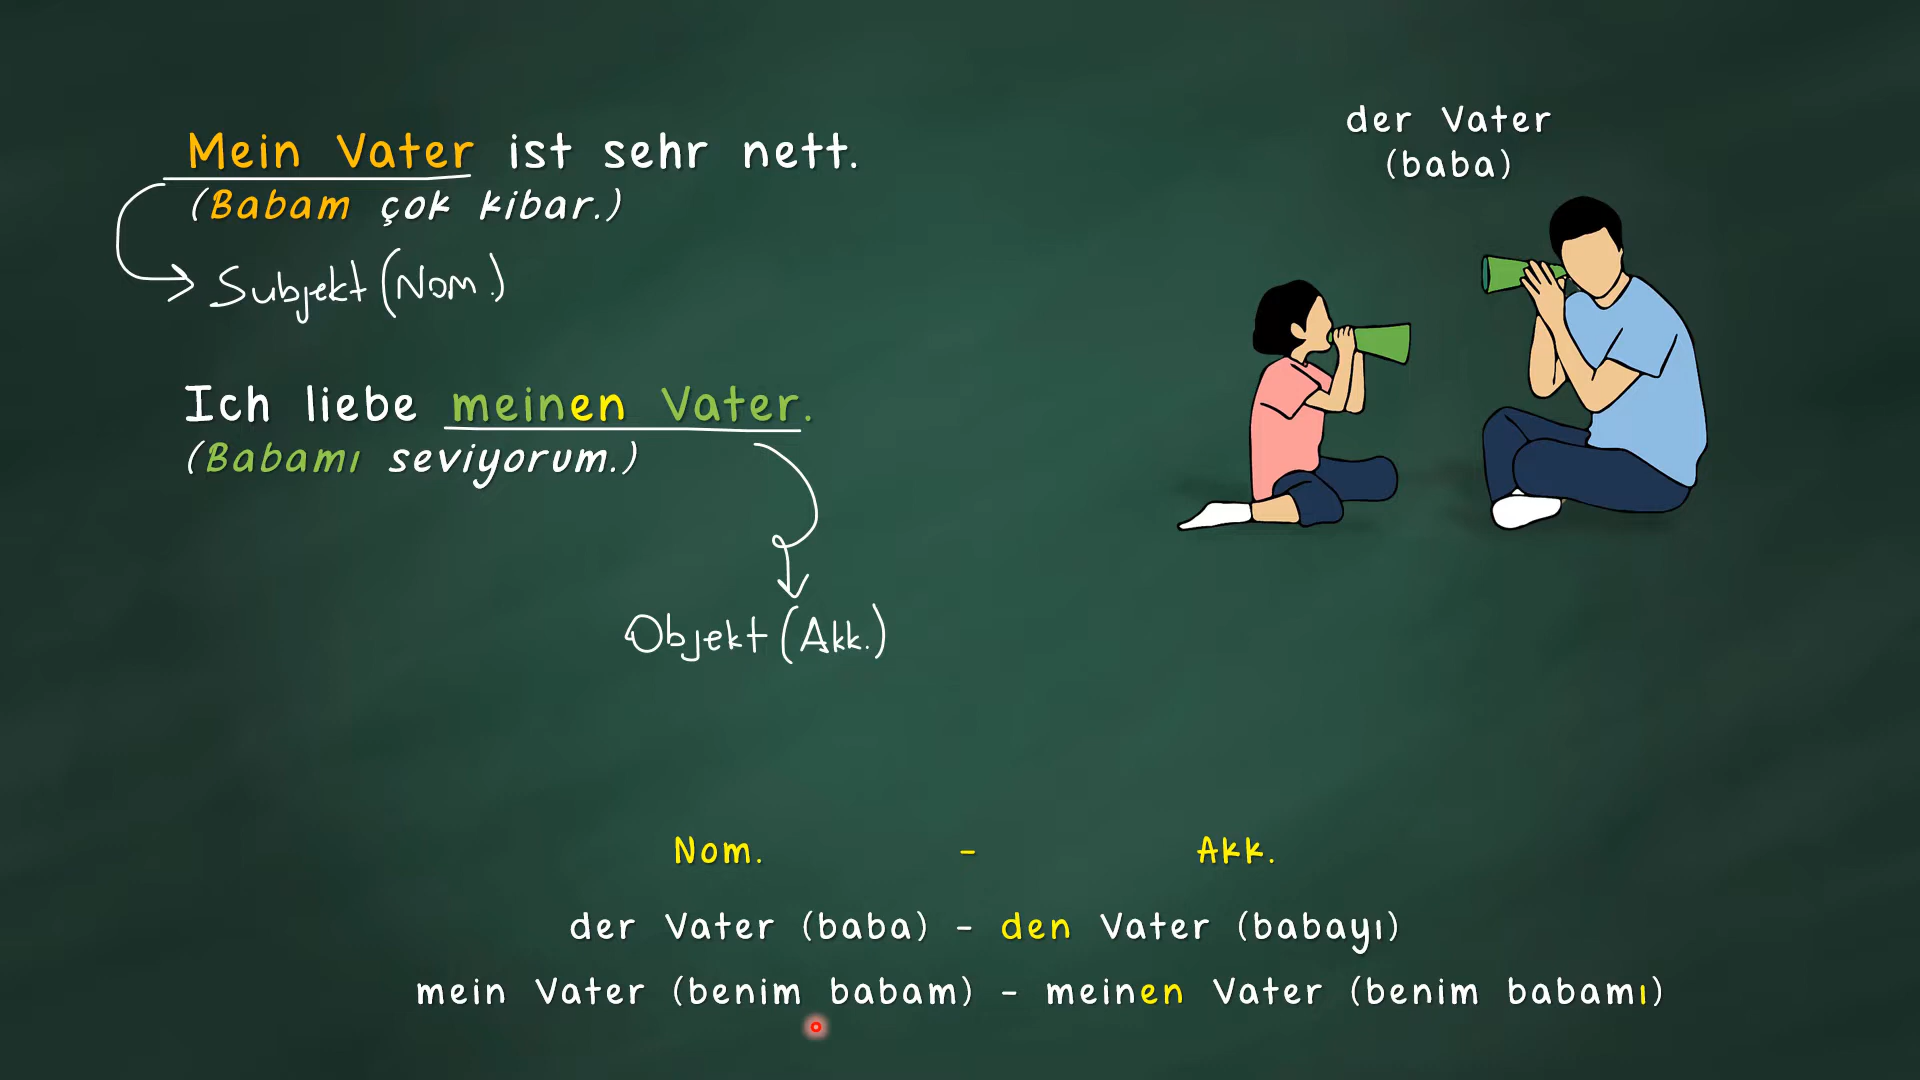 Mein Vater ist sehr nett.
(Babam çok kibar.)
Subjekt (Nom.)
Ich liebe meinen Vater.
(Babamı seviyorum.)
Objekt (Akk.)
der Vater
(baba)
Nom. - Akk.
der Vater (baba) - den Vater (babayı)
mein Vater (benim babam) - meinen Vater (benim babamı)